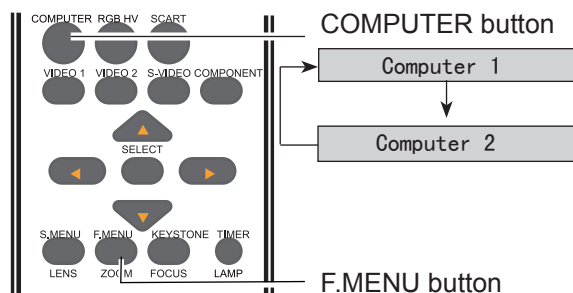 COMPUTER RGB HV SCART
COMPUTER button
VIDEO 1 VIDEO 2 S-VIDEO COMPONENT
Computer 1
Computer 2
SELECT
S.MENU F.MENU KEYSTONE TIMER
LENS ZOOM FOCUS LAMP
F.MENU button